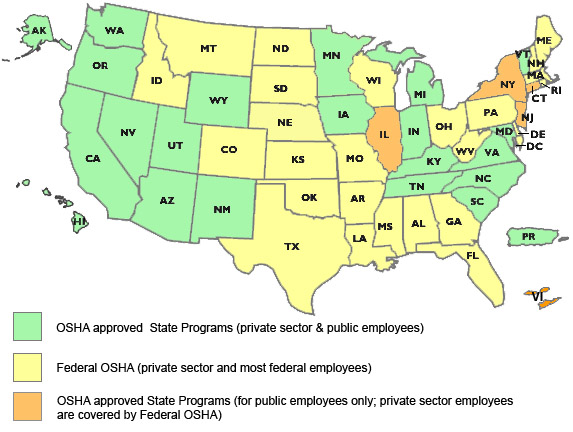 AK
WA
MT
ND
MN
VT
ME
OR
ID
SD
WI
MI
NH
NY
MA
RI
CT
WY
IA
NE
PA
NJ
NV
UT
CO
IL
IN
OH
MD
DE
DC
CA
KS
MO
WV
VA
KY
NC
TN
AZ
NM
OK
AR
SC
HI
TX
LA
MS
AL
GA
PR
FL
VI
OSHA approved State Programs (private sector & public employees)
Federal OSHA (private sector and most federal employees)
OSHA approved State Programs (for public employees only; private sector employees
are covered by Federal OSHA)